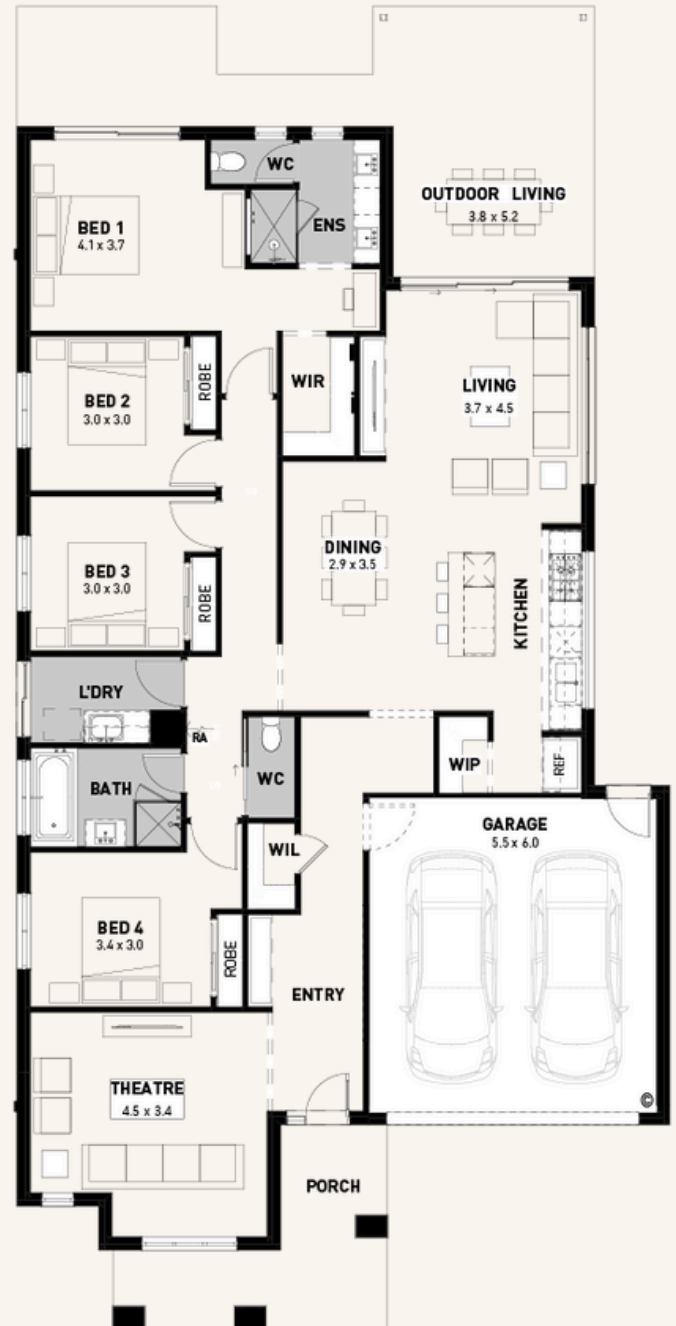 WC
OUTDOOR LIVING
3.8 x 5.2
BED 1
4.1 x 3.7
ENS
ROBE
WIR
LIVING
3.7 x 4.5
BED 2
3.0 x 3.0
DINING
2.9 x 3.5
BED 3
3.0 x 3.0
ROBE
KITCHEN
L'DRY
RA
WC
WIP
REF
BATH
GARAGE
5.5 x 6.0
WIL
BED 4
3.4 x 3.0
ROBE
ENTRY
THEATRE
4.5 x 3.4
©
PORCH